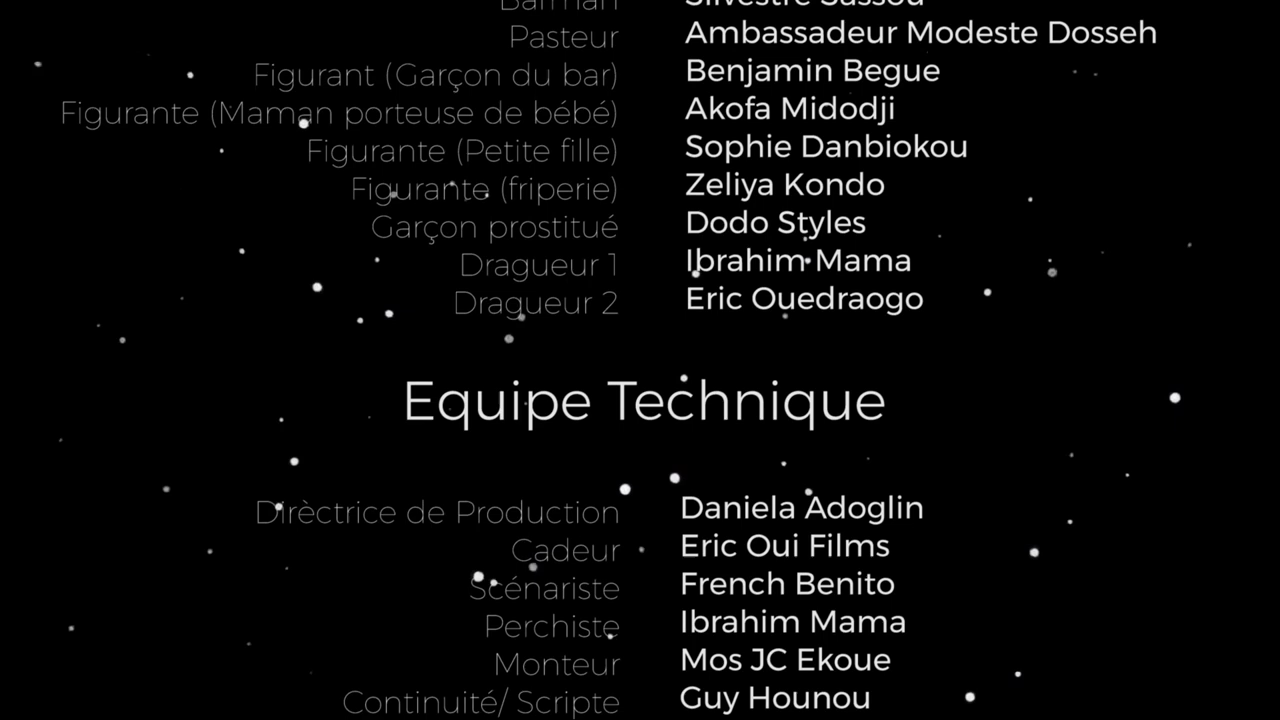 Barman Silvestre Sassou
Pasteur Ambassadeur Modeste Dosseh
Figurant (Garçon du bar) Benjamin Begue
Figurante (Maman porteuse de bébé) Akofa Midodji
Figurante (Petite fille) Sophie Danbiokou
Figurante (friperie) Zeliya Kondo
Garçon prostitué Dodo Styles
Dragueur 1 Ibrahim Mama
Dragueur 2 Eric Ouedraogo
Equipe Technique
Dirèctrice de Production Daniela Adoglin
Cadeur Eric Oui Films
Scénariste French Benito
Perchiste Ibrahim Mama
Monteur Mos JC Ekoue
Continuité/ Scripte Guy Hounou